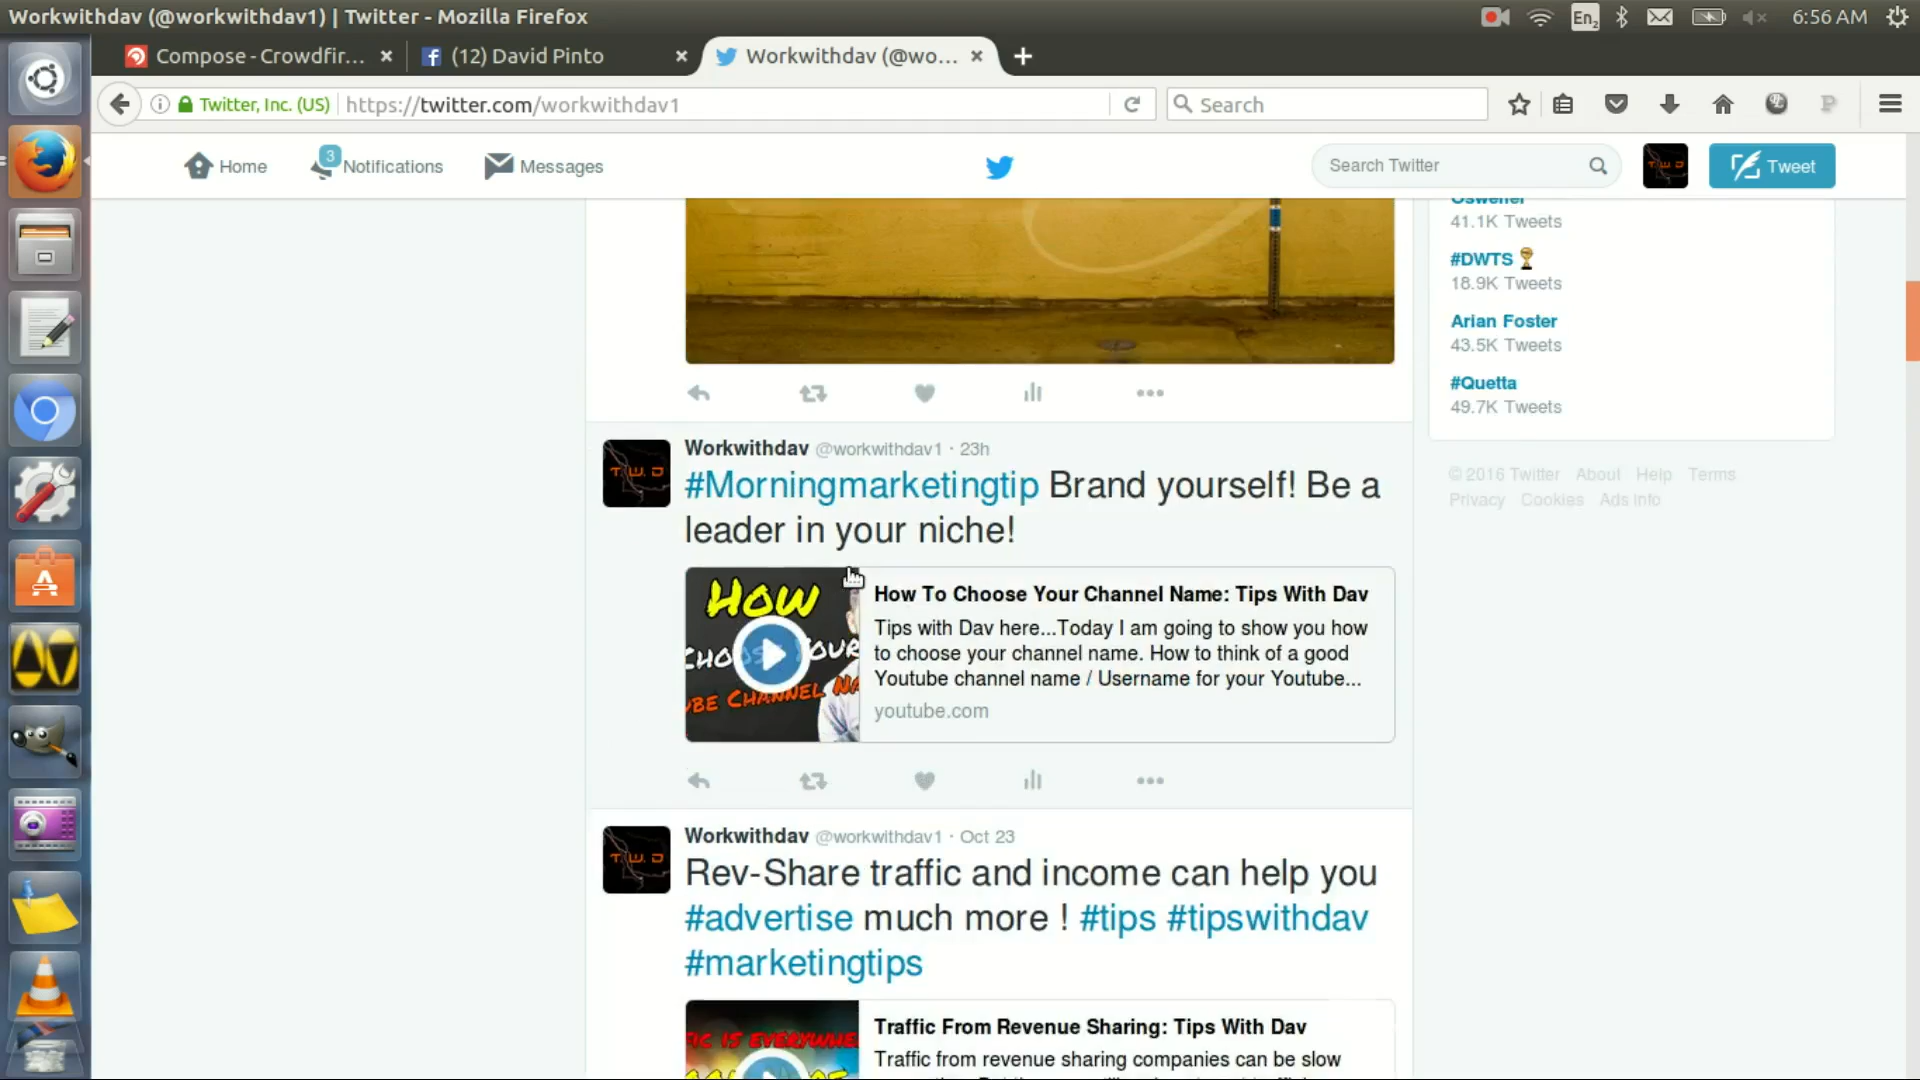 Workwithdav (@workwithdav1) | Twitter - Mozilla Firefox
En2
6:56 AM
Compose - Crowdfir...
(12) David Pinto
Workwithdav (@wo...
Twitter, Inc. (US)
https://twitter.com/workwithdav1
Search
Home
3
Notifications
Messages
Search Twitter
Tweet
41.1K Tweets
#DWTS
18.9K Tweets
Arian Foster
43.5K Tweets
#Quetta
49.7K Tweets
© 2016 Twitter About Help Terms
Privacy Cookies Ads info
Workwithdav @workwithdav1 · 23h
#Morningmarketingtip Brand yourself! Be a
leader in your niche!
How
How To Choose Your Channel Name: Tips With Dav
Tips with Dav here...Today I am going to show you how
to choose your channel name. How to think of a good
Youtube channel name / Username for your Youtube...
youtube.com
T.W.D
Workwithdav @workwithdav1 · Oct 23
Rev-Share traffic and income can help you
#advertise much more ! #tips #tipswithdav
#marketingtips
T.W.D
Traffic From Revenue Sharing: Tips With Dav
Traffic from revenue sharing companies can be slow